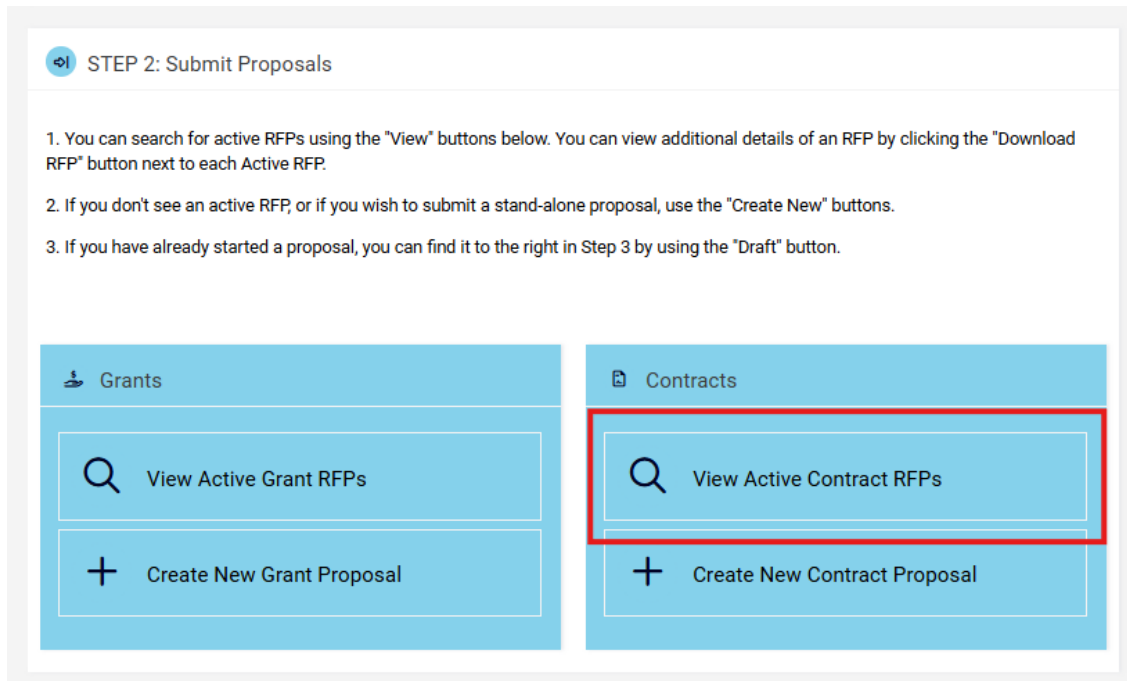 STEP 2: Submit Proposals
1. You can search for active RFPs using the "View" buttons below. You can view additional details of an RFP by clicking the "Download
RFP" button next to each Active RFP.
2. If you don't see an active RFP, or if you wish to submit a stand-alone proposal, use the "Create New" buttons.
3. If you have already started a proposal, you can find it to the right in Step 3 by using the "Draft" button.
Grants
View Active Grant RFPs
Create New Grant Proposal
Contracts
View Active Contract RFPs
Create New Contract Proposal